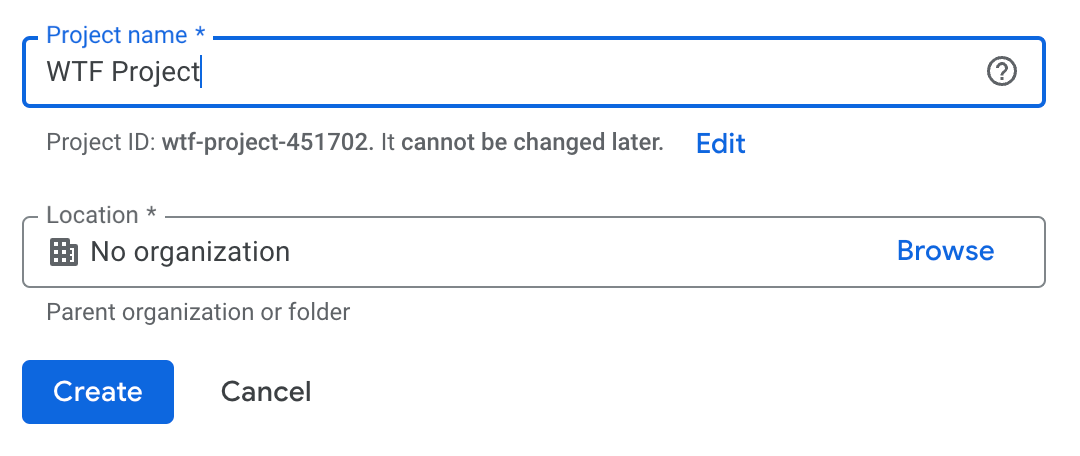 Project name *
WTF Project
Project ID: wtf-project-451702. It cannot be changed later. Edit
Location *
No organization Browse
Parent organization or folder
Create Cancel